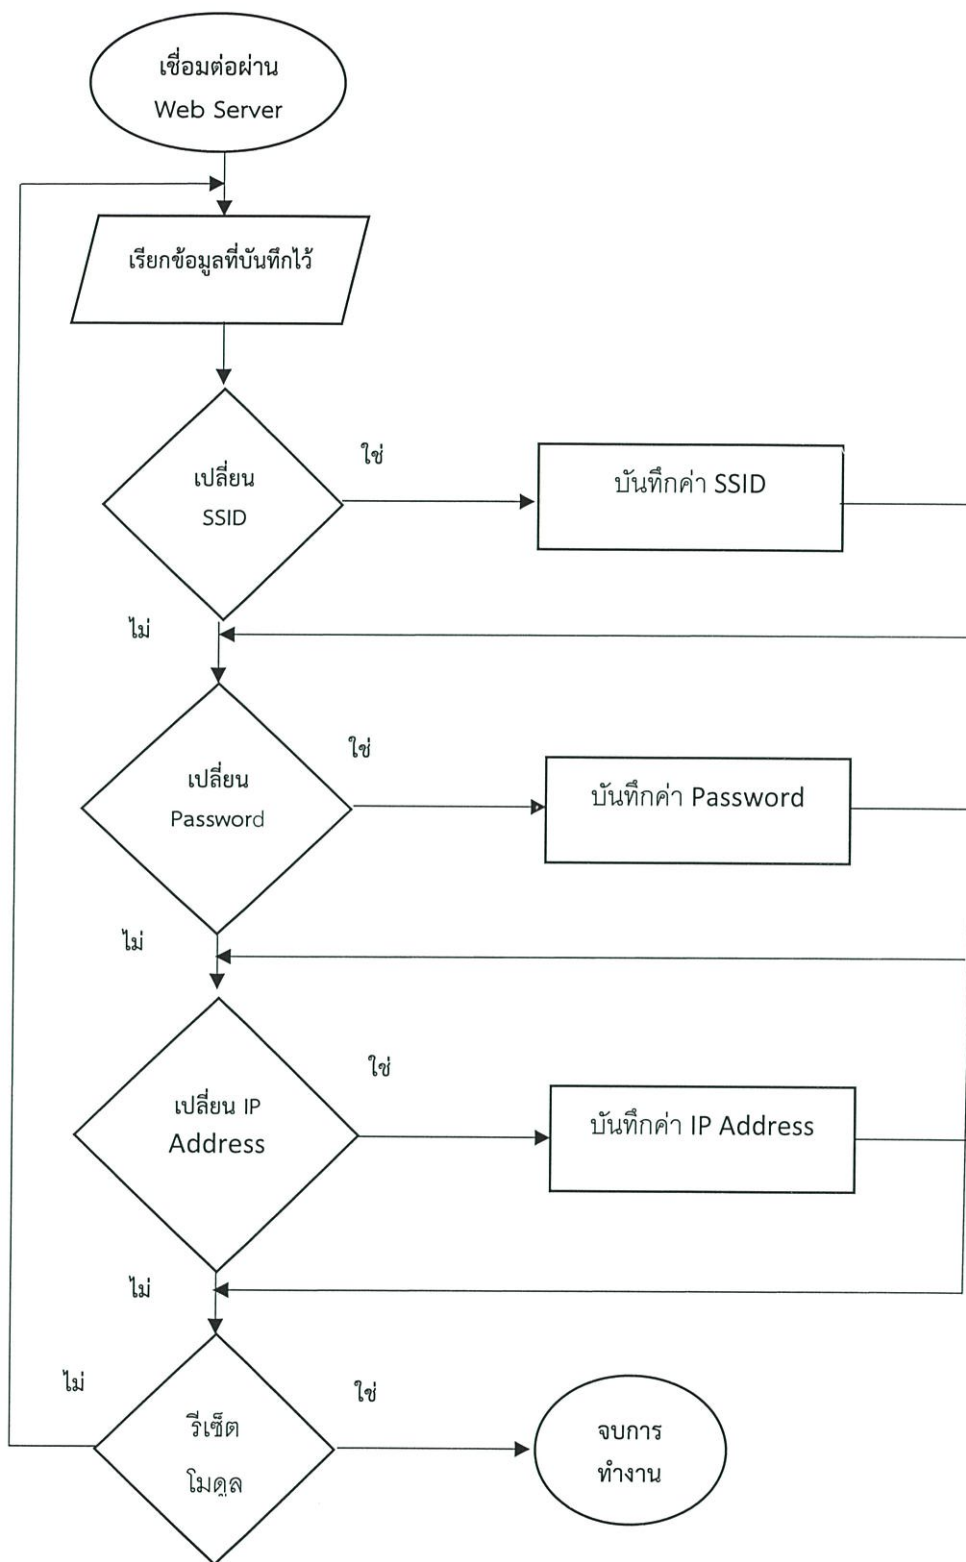 เชื่อมต่อผ่าน
Web Server
เรียกข้อมูลที่บันทึกไว้
เปลี่ยน
SSID
ใช่
บันทึกค่า SSID
ไม่
เปลี่ยน
Password
ใช่
บันทึกค่า Password
ไม่
เปลี่ยน IP
Address
ใช่
บันทึกค่า IP Address
ไม่
ไม่
รีเซ็ต
โมดูล
ใช่
จบการ
ทำงาน